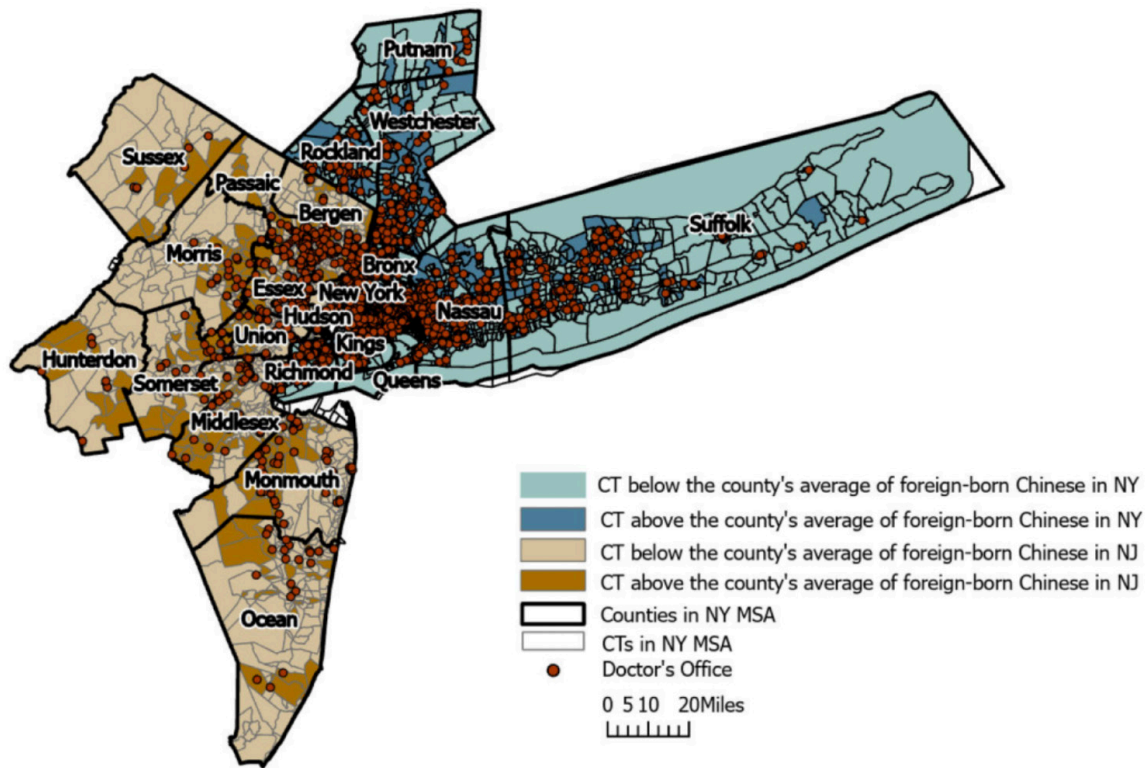 Putnam
Westchester
Rockland
Sussex
Passaic
Bergen
Suffolk
Morris
Bronx
Essex
New York
Nassau
Hudson
Union
Kings
Hunterdon
Richmond
Somerset
Queens
Middlesex
Monmouth
Ocean
CT below the county's average of foreign-born Chinese in NY
CT above the county's average of foreign-born Chinese in NY
CT below the county's average of foreign-born Chinese in NJ
CT above the county's average of foreign-born Chinese in NJ
Counties in NY MSA
CTs in NY MSA
Doctor's Office
0 5 10 20Miles